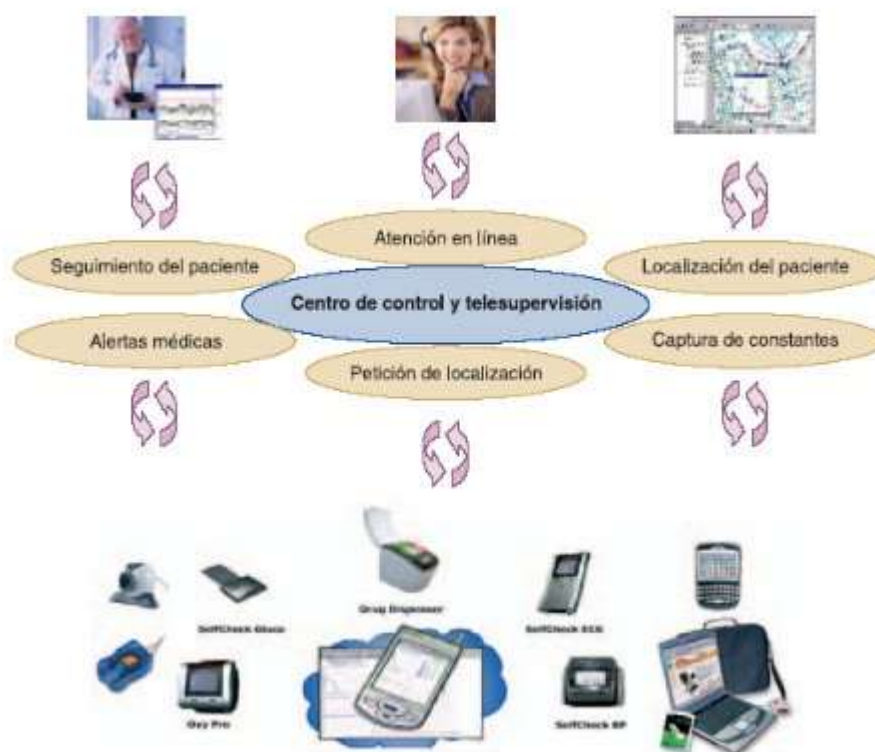 Atención en línea
Seguimiento del paciente
Localización del paciente
Centro de control y telesupervisión
Alertas médicas
Captura de constantes
Petición de localización
Drug Dispenser
SelfCheck Gluco
SelfCheck ECG
Oxy Pro
SelfCheck BP